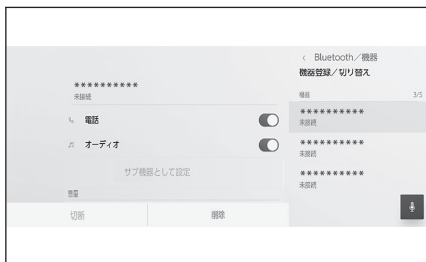 **********
未接続
電話
オーディオ
サブ機器として設定
切断
削除
< Bluetooth／機器
機器登録／切り替え
機器
3/5
**********
未接続
**********
未接続
**********
未接続